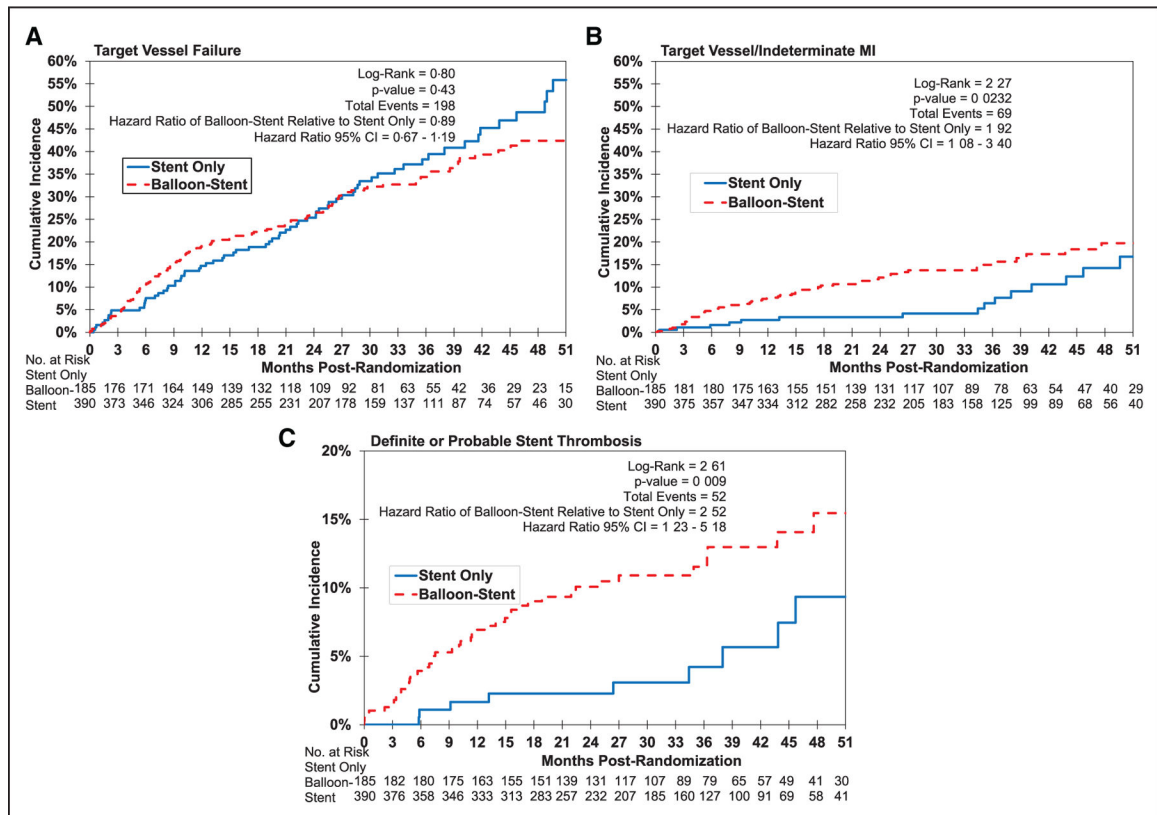 A
Target Vessel Failure
60%
55%
50%
45%
40%
35%
30%
25%
20%
15%
10%
5%
0%
Cumulative Incidence
Log-Rank = 0·80
p-value = 0·43
Total Events = 198
Hazard Ratio of Balloon-Stent Relative to Stent Only = 0·89
Hazard Ratio 95% CI = 0·67 - 1·19
Stent Only
Balloon-Stent
0 3 6 9 12 15 18 21 24 27 30 33 36 39 42 45 48 51
Months Post-Randomization
No. at Risk
Stent Only
Balloon-185 176 171 164 149 139 132 118 109 92 81 63 55 42 36 29 23 15
Stent 390 373 346 324 306 285 255 231 207 178 159 137 111 87 74 57 46 30
B
Target Vessel/Indeterminate MI
60%
55%
50%
45%
40%
35%
30%
25%
20%
15%
10%
5%
0%
Cumulative Incidence
Log-Rank = 2 27
p-value = 0 0232
Total Events = 69
Hazard Ratio of Balloon-Stent Relative to Stent Only = 1 92
Hazard Ratio 95% CI = 1 08 - 3 40
Stent Only
Balloon-Stent
0 3 6 9 12 15 18 21 24 27 30 33 36 39 42 45 48 51
Months Post-Randomization
No. at Risk
Stent Only
Balloon-185 181 180 175 163 155 151 139 131 117 107 89 78 63 54 47 40 29
Stent 390 375 357 347 334 312 282 258 232 205 183 158 125 99 89 68 56 40
C
Definite or Probable Stent Thrombosis
20%
15%
10%
5%
0%
Cumulative Incidence
Log-Rank = 2 61
p-value = 0 009
Total Events = 52
Hazard Ratio of Balloon-Stent Relative to Stent Only = 2 52
Hazard Ratio 95% CI = 1 23 - 5 18
Stent Only
Balloon-Stent
0 3 6 9 12 15 18 21 24 27 30 33 36 39 42 45 48 51
Months Post-Randomization
No. at Risk
Stent Only
Balloon-185 182 180 175 163 155 151 139 131 117 107 89 79 65 57 49 41 30
Stent 390 376 358 346 333 313 283 257 232 207 185 160 127 100 91 69 58 41